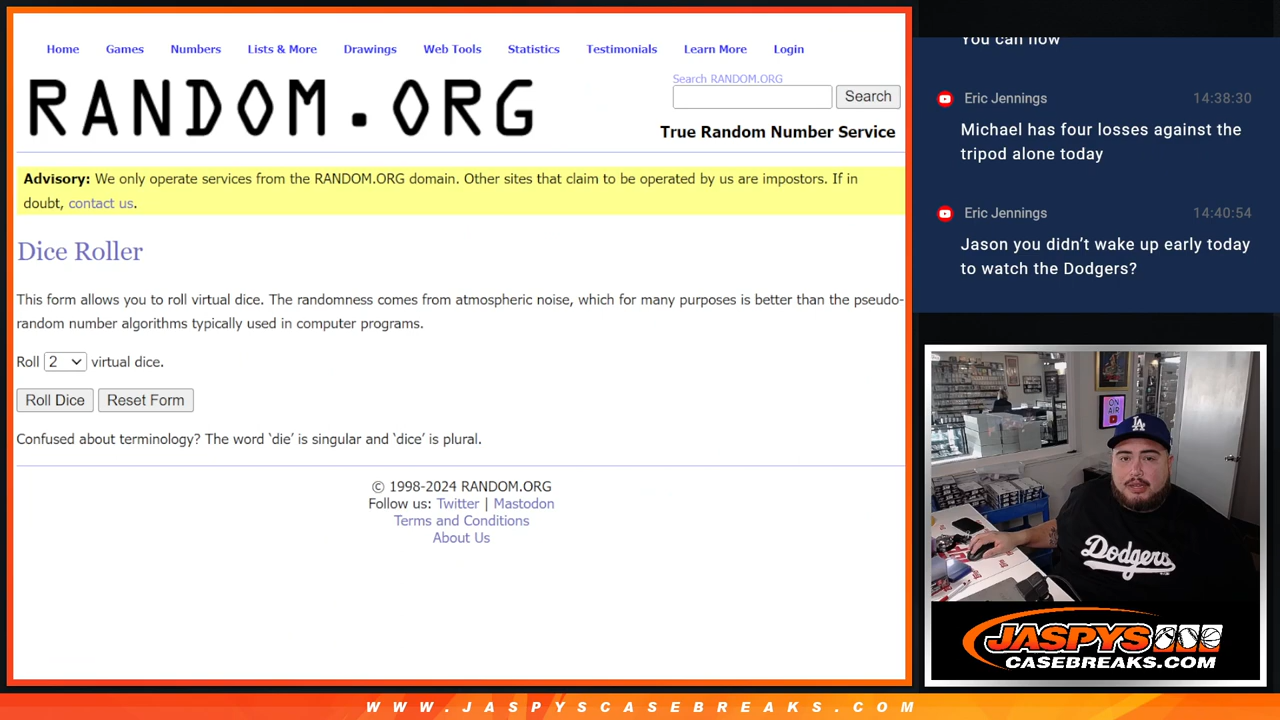 Home Games Numbers Lists & More Drawings Web Tools Statistics Testimonials Learn More Login
RANDOM.ORG
Search RANDOM.ORG
Search
True Random Number Service
Advisory: We only operate services from the RANDOM.ORG domain. Other sites that claim to be operated by us are impostors. If in
doubt, contact us.
Dice Roller
This form allows you to roll virtual dice. The randomness comes from atmospheric noise, which for many purposes is better than the pseudo-
random number algorithms typically used in computer programs.
Roll 2 virtual dice.
Roll Dice Reset Form
Confused about terminology? The word ‘die’ is singular and ‘dice’ is plural.
© 1998-2024 RANDOM.ORG
Follow us: Twitter | Mastodon
Terms and Conditions
About Us
You can now
Eric Jennings 14:38:30
Michael has four losses against the
tripod alone today
Eric Jennings 14:40:54
Jason you didn’t wake up early today
to watch the Dodgers?
ON
AIR
LA
Dodgers
JASPYS
CASEBREAKS.COM
WWW.JASPYSCASEBREAKS.COM